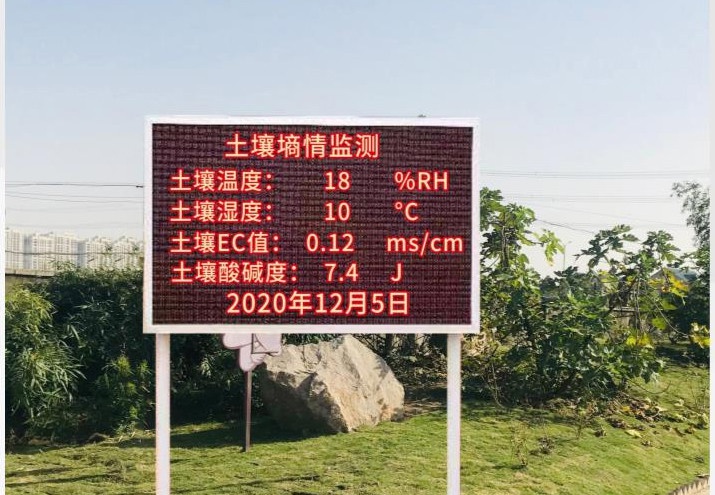 土壤墒情监测
土壤温度: 18 %RH
土壤湿度: 10 ℃
土壤EC值: 0.12 ms/cm
土壤酸碱度: 7.4 J
2020年12月5日